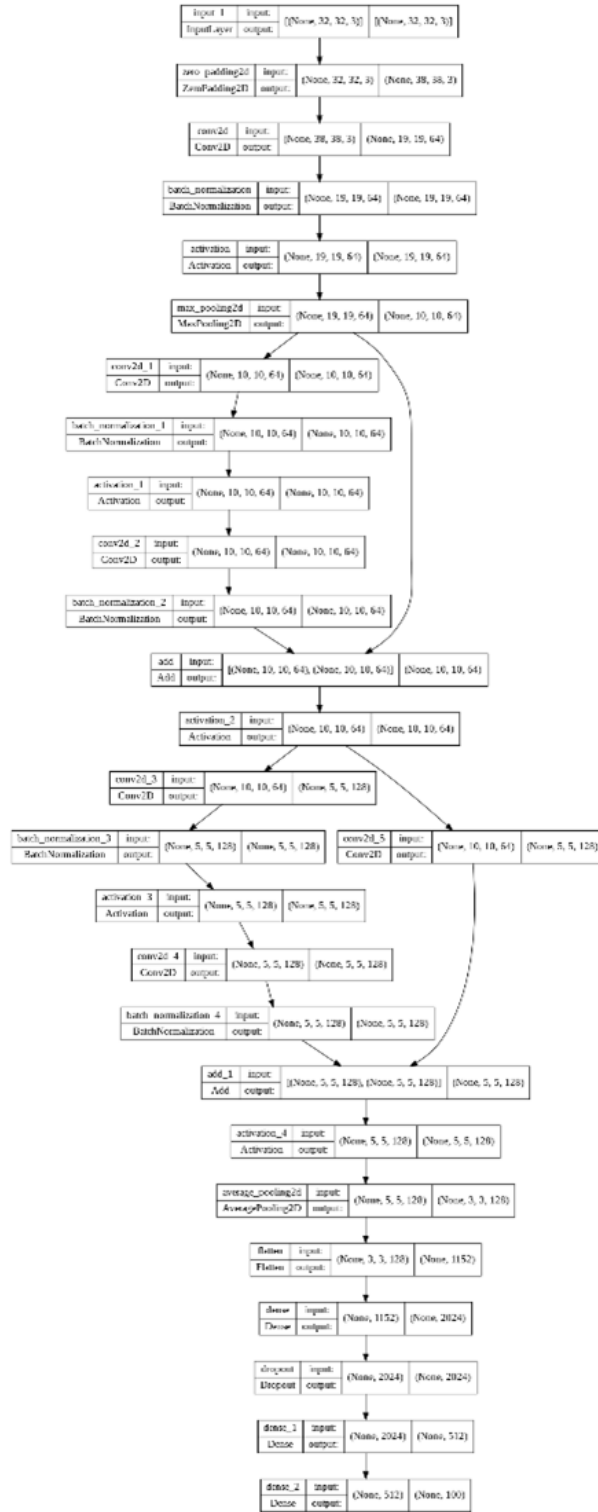 input_1 input: [(None, 32, 32, 3)] [(None, 32, 32, 3)]
InputLayer output:
zero_padding2d input: (None, 32, 32, 3) (None, 38, 38, 3)
ZeroPadding2D output:
conv2d input: (None, 38, 38, 3) (None, 19, 19, 64)
Conv2D output:
batch_normalization input: (None, 19, 19, 64) (None, 19, 19, 64)
BatchNormalization output:
activation input: (None, 19, 19, 64) (None, 19, 19, 64)
Activation output:
max_pooling2d input: (None, 19, 19, 64) (None, 10, 10, 64)
MaxPooling2D output:
conv2d_1 input: (None, 10, 10, 64) (None, 10, 10, 64)
Conv2D output:
batch_normalization_1 input: (None, 10, 10, 64) (None, 10, 10, 64)
BatchNormalization output:
activation_1 input: (None, 10, 10, 64) (None, 10, 10, 64)
Activation output:
conv2d_2 input: (None, 10, 10, 64) (None, 10, 10, 64)
Conv2D output:
batch_normalization_2 input: (None, 10, 10, 64) (None, 10, 10, 64)
BatchNormalization output:
add input: [(None, 10, 10, 64), (None, 10, 10, 64)] (None, 10, 10, 64)
Add output:
activation_2 input: (None, 10, 10, 64) (None, 10, 10, 64)
Activation output:
conv2d_3 input: (None, 10, 10, 64) (None, 5, 5, 128)
Conv2D output:
batch_normalization_3 input: (None, 5, 5, 128) (None, 5, 5, 128)
BatchNormalization output:
conv2d_5 input: (None, 10, 10, 64) (None, 5, 5, 128)
Conv2D output:
activation_3 input: (None, 5, 5, 128) (None, 5, 5, 128)
Activation output:
conv2d_4 input: (None, 5, 5, 128) (None, 5, 5, 128)
Conv2D output:
batch_normalization_4 input: (None, 5, 5, 128) (None, 5, 5, 128)
BatchNormalization output:
add_1 input: [(None, 5, 5, 128), (None, 5, 5, 128)] (None, 5, 5, 128)
Add output:
activation_4 input: (None, 5, 5, 128) (None, 5, 5, 128)
Activation output:
average_pooling2d input: (None, 5, 5, 128) (None, 3, 3, 128)
AveragePooling2D output:
flatten input: (None, 3, 3, 128) (None, 1152)
Flatten output:
dense input: (None, 1152) (None, 2024)
Dense output:
dropout input: (None, 2024) (None, 2024)
Dropout output:
dense_1 input: (None, 2024) (None, 512)
Dense output:
dense_2 input: (None, 512) (None, 100)
Dense output: